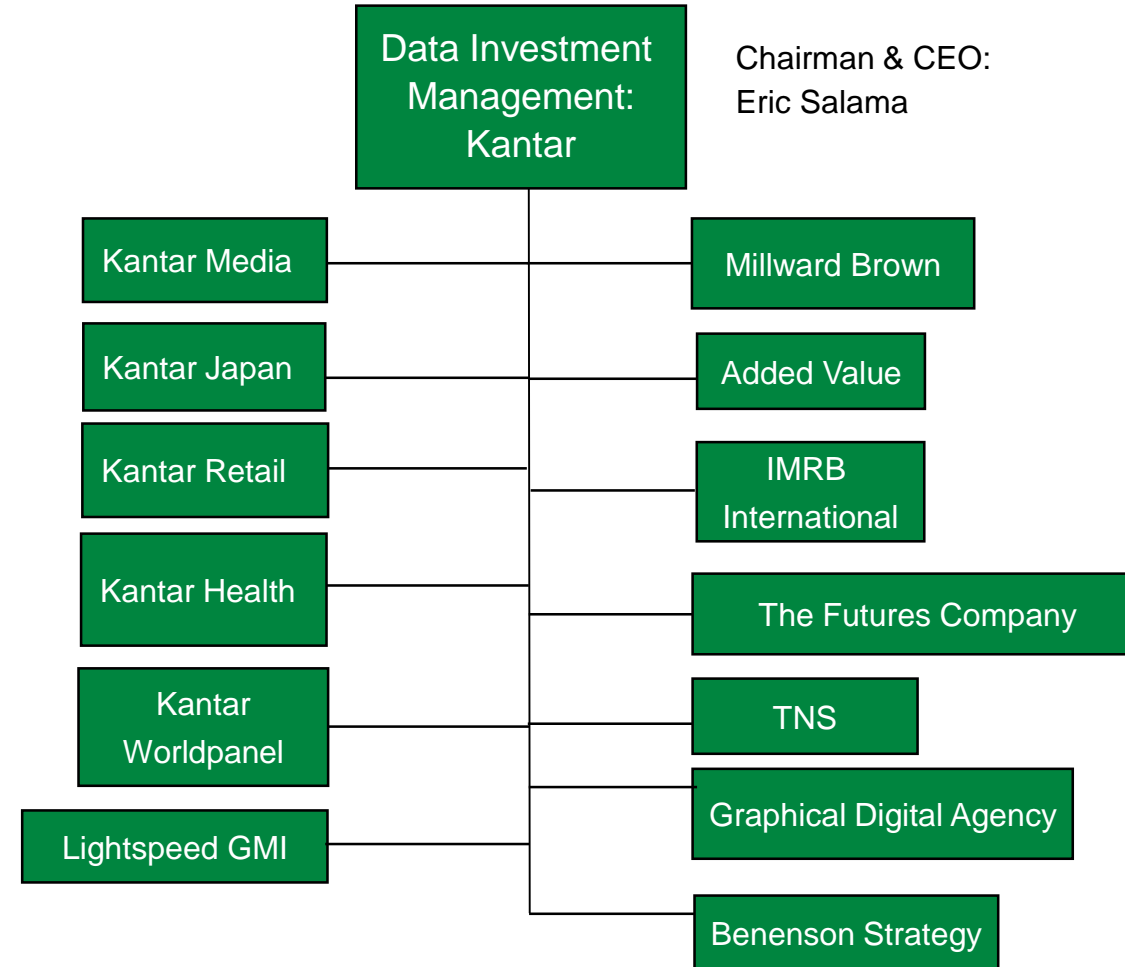 Data Investment
Management:
Kantar
Chairman & CEO:
Eric Salama
Kantar Media
Millward Brown
Kantar Japan
Added Value
Kantar Retail
IMRB
International
Kantar Health
The Futures Company
Kantar
Worldpanel
TNS
Graphical Digital Agency
Lightspeed GMI
Benenson Strategy